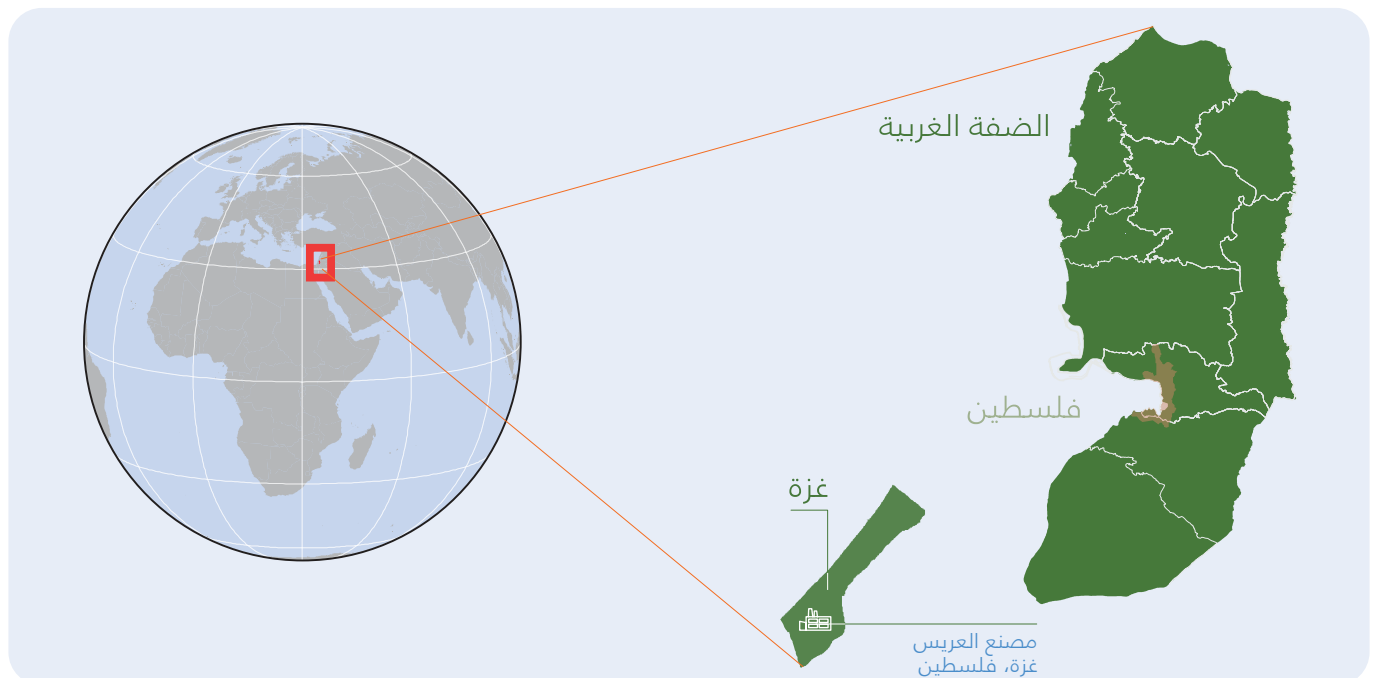 الضفة الغربية
فلسطين
غزة
مصنع العريس
غزة، فلسطين